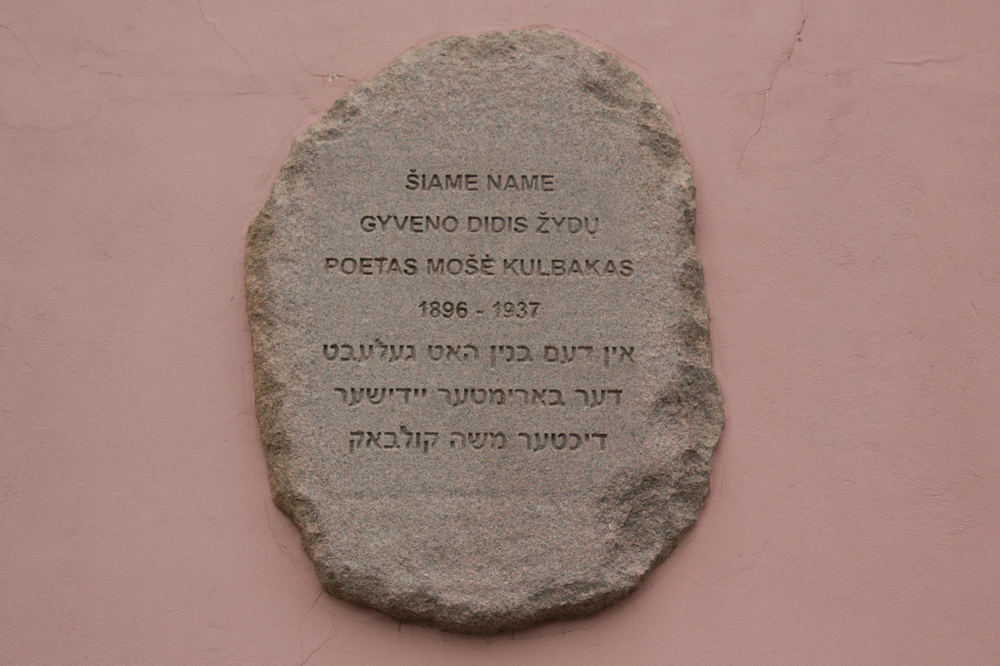 ŠIAME NAME
GYVENO DIDIS ŽYDŲ
POETAS MOŠĖ KULBAKAS
1896 - 1937
אין דעם בנין האט געלעבט
דער בארימטער יידישער
דיכטער משה קולבאק